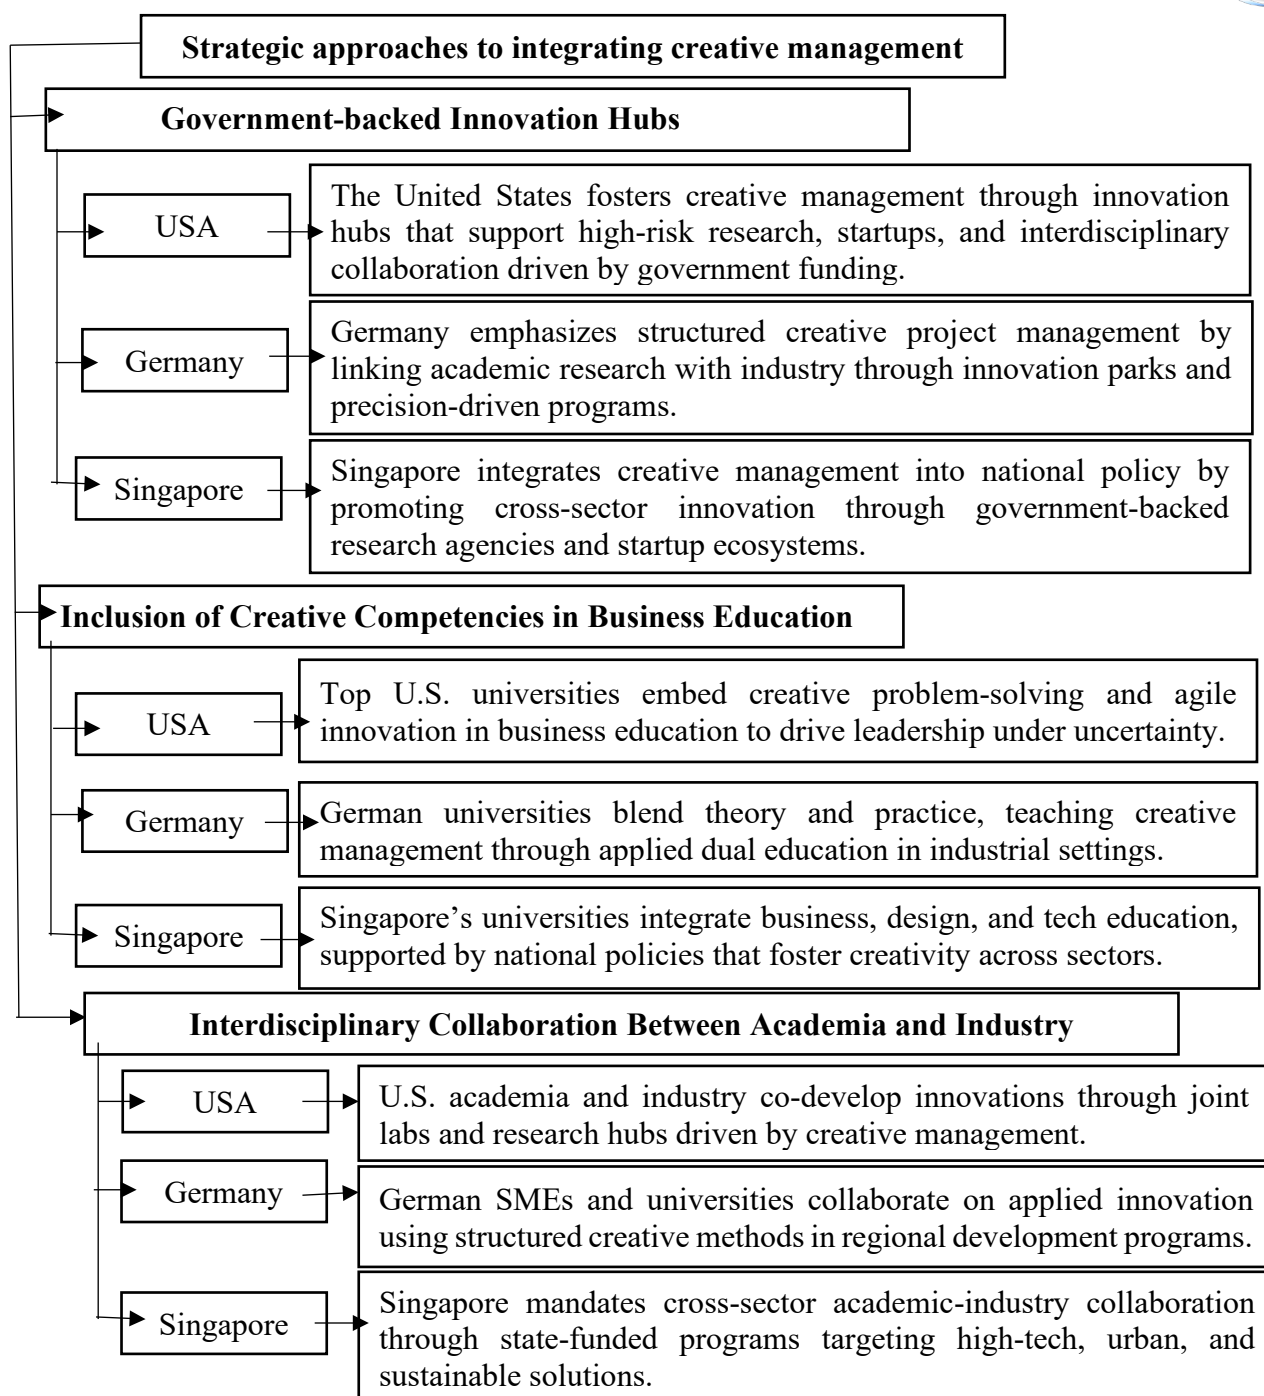 Strategic approaches to integrating creative management
Government-backed Innovation Hubs
USA
The United States fosters creative management through innovation
hubs that support high-risk research, startups, and interdisciplinary
collaboration driven by government funding.
Germany
Germany emphasizes structured creative project management by
linking academic research with industry through innovation parks and
precision-driven programs.
Singapore
Singapore integrates creative management into national policy by
promoting cross-sector innovation through government-backed
research agencies and startup ecosystems.
Inclusion of Creative Competencies in Business Education
USA
Top U.S. universities embed creative problem-solving and agile
innovation in business education to drive leadership under uncertainty.
Germany
German universities blend theory and practice, teaching creative
management through applied dual education in industrial settings.
Singapore
Singapore’s universities integrate business, design, and tech education,
supported by national policies that foster creativity across sectors.
Interdisciplinary Collaboration Between Academia and Industry
USA
U.S. academia and industry co-develop innovations through joint
labs and research hubs driven by creative management.
Germany
German SMEs and universities collaborate on applied innovation
using structured creative methods in regional development programs.
Singapore
Singapore mandates cross-sector academic-industry collaboration
through state-funded programs targeting high-tech, urban, and
sustainable solutions.